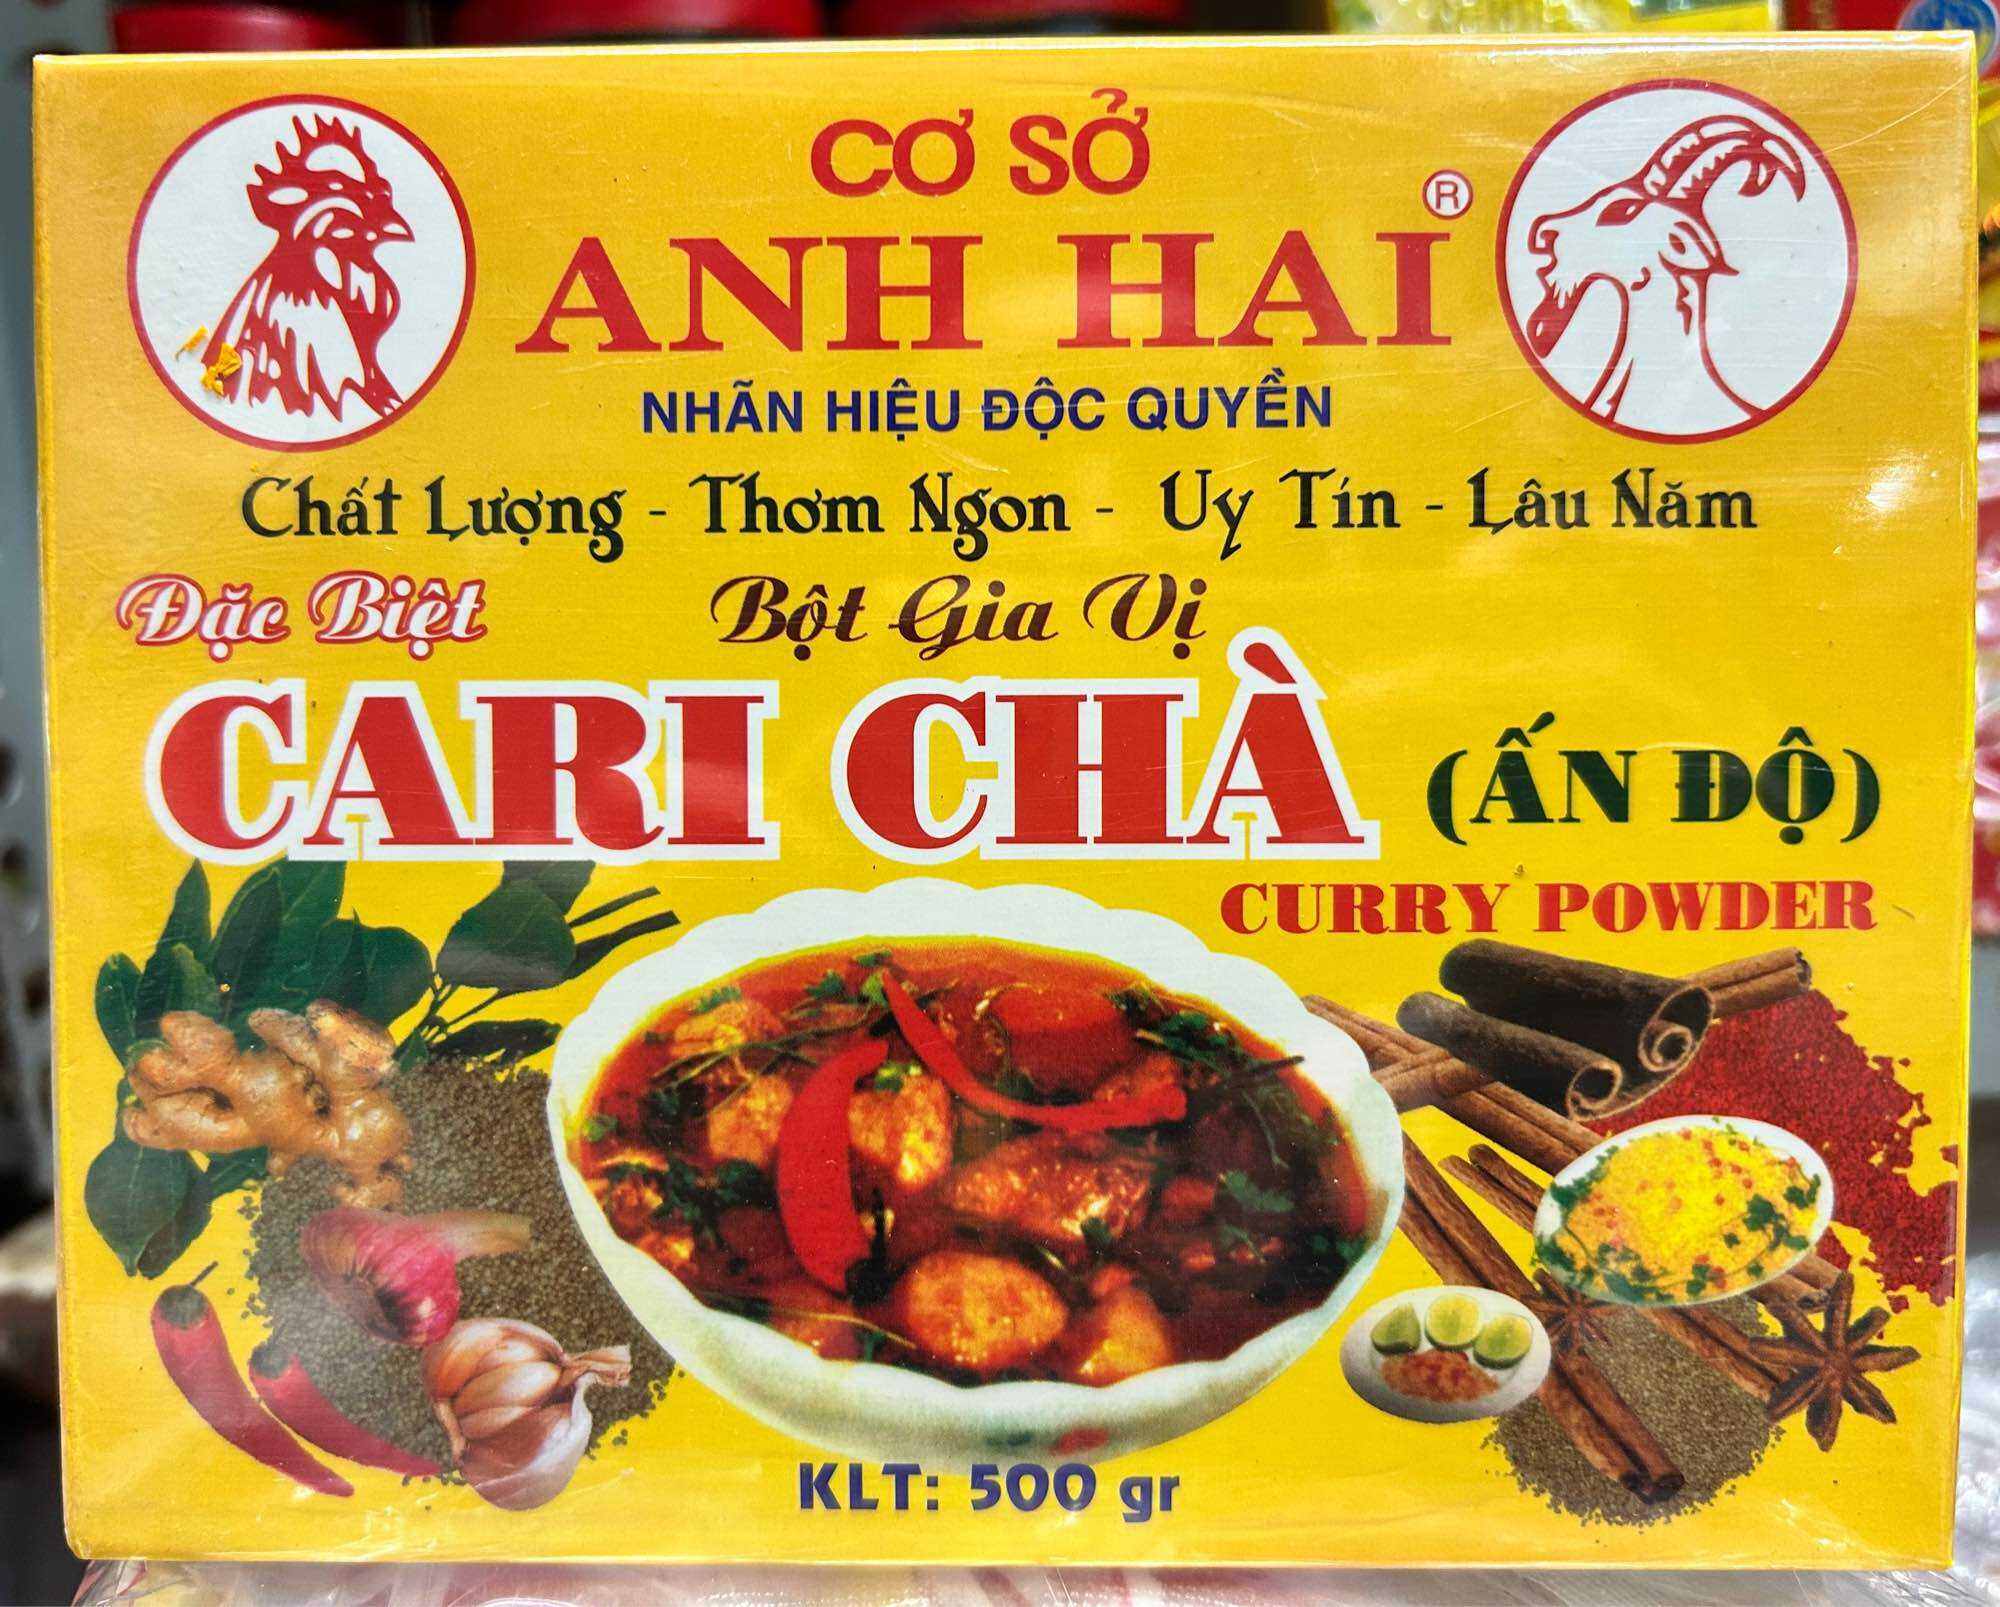 CƠ SỞ
ANH HAI®
NHÃN HIỆU ĐỘC QUYỀN
Chất Lượng - Thơm Ngon - Uy Tín - Lâu Năm
Đặc Biệt Bột Gia Vị
CARI CHÀ (ẤN ĐỘ)
CURRY POWDER
KLT: 500 gr